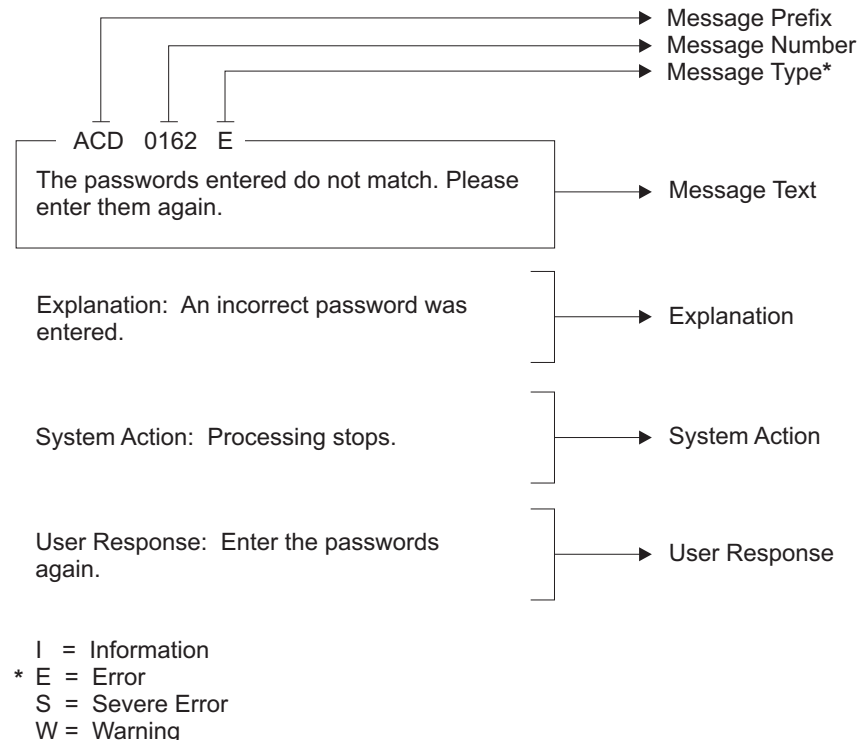 Message Prefix
Message Number
Message Type*
ACD 0162 E
The passwords entered do not match. Please
enter them again.
Message Text
Explanation: An incorrect password was
entered.
Explanation
System Action: Processing stops.
System Action
User Response: Enter the passwords
again.
User Response
I = Information
* E = Error
S = Severe Error
W = Warning